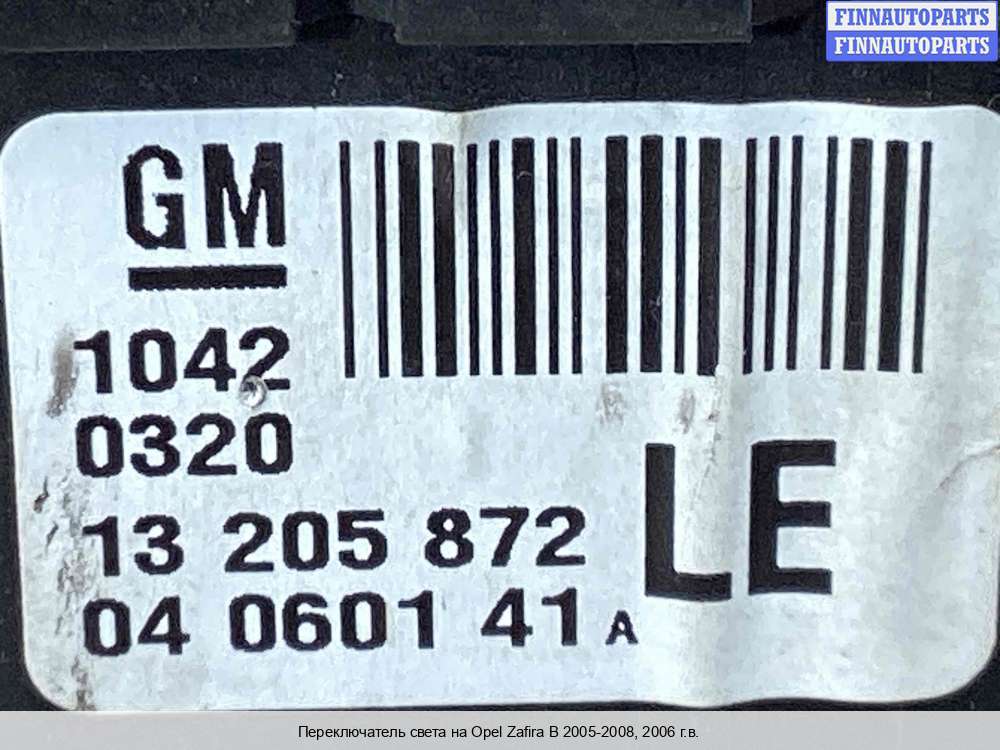 FINNAUTOPARTS
FINNAUTOPARTS
GM
1042
0320
13 205 872
04 0601 41 A
LE
Переключатель света на Opel Zafira B 2005-2008, 2006 г.в.